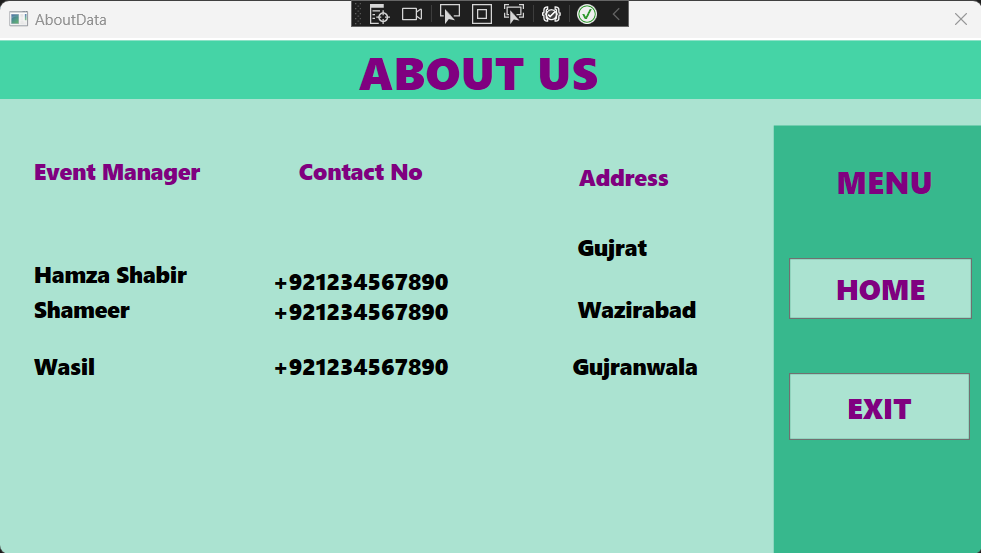 AboutData
ABOUT US
Event Manager Contact No Address
MENU
Gujrat
Hamza Shabir +921234567890
HOME
Shameer +921234567890 Wazirabad
Wasil +921234567890 Gujranwala
EXIT